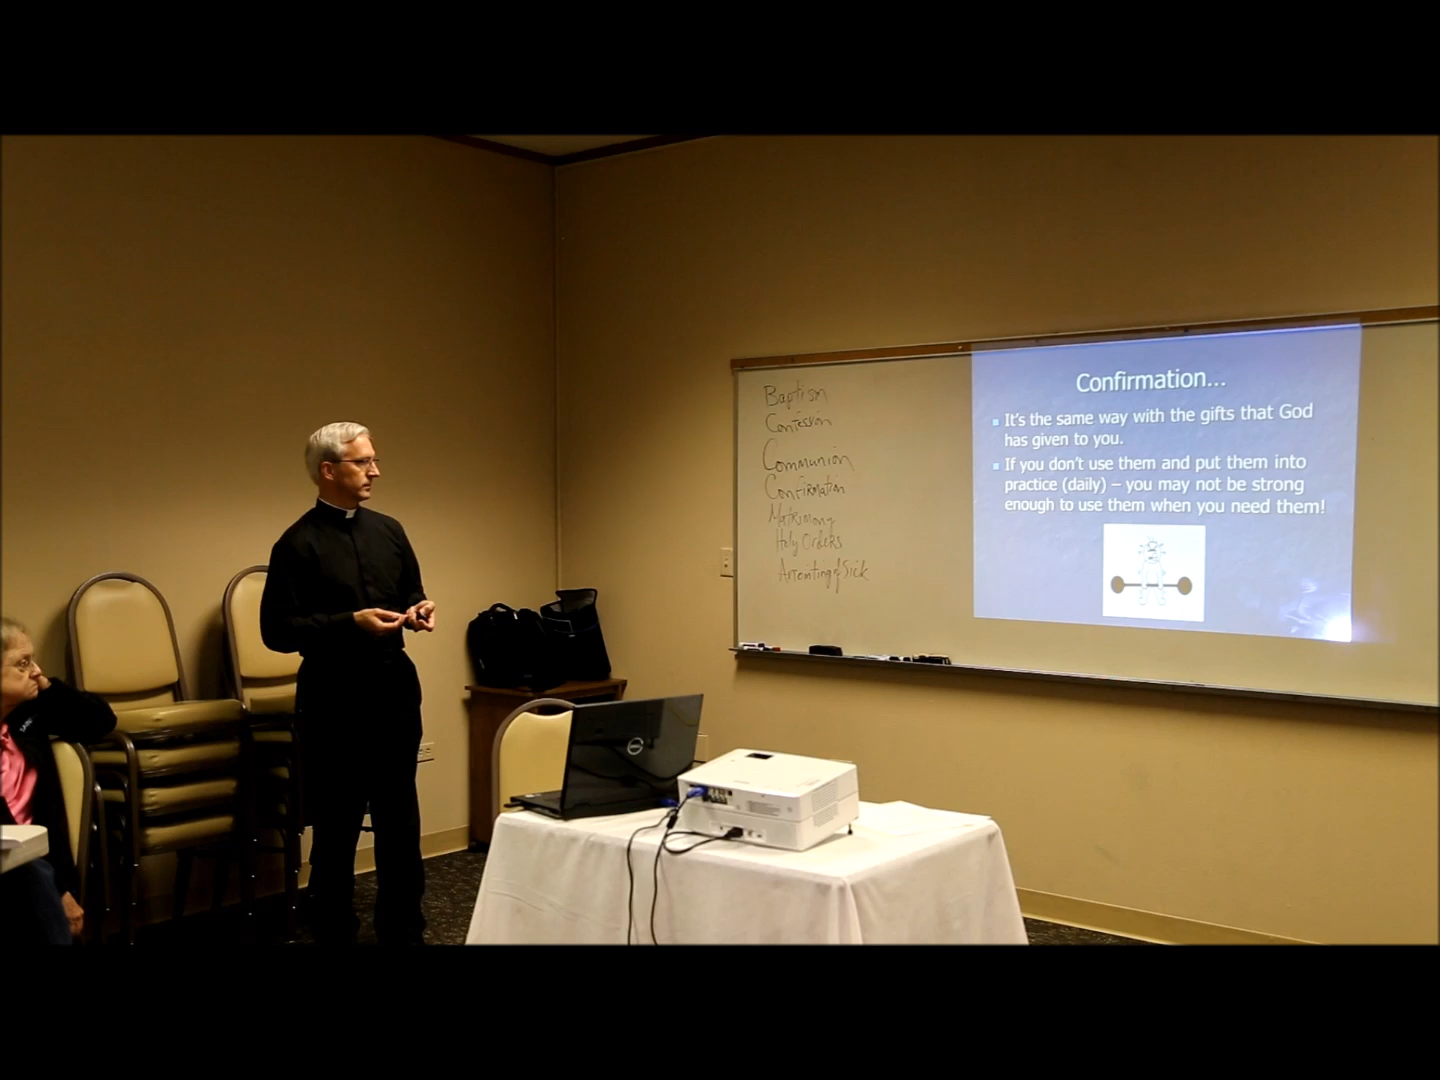 Baptism
Confession
Communion
Confirmation
Matrimony
Holy Orders
Annointing of Sick
Confirmation...
It's the same way with the gifts that God
has given to you.
If you don't use them and put them into
practice (daily) – you may not be strong
enough to use them when you need them!
DELL